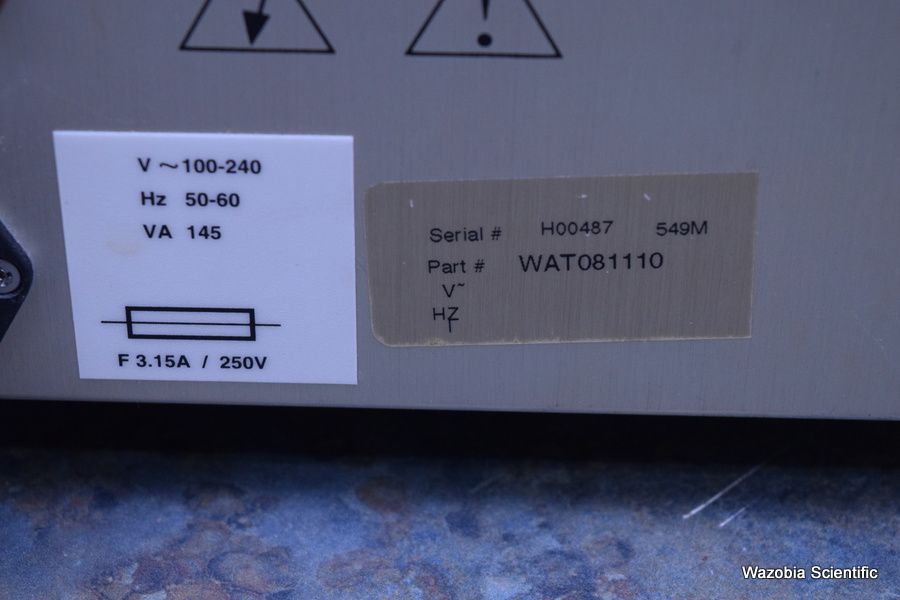 V ~ 100-240
Hz 50-60
VA 145
F 3.15A / 250V
Serial # H00487 549M
Part # WAT081110
V~
HZ
Wazobia Scientific